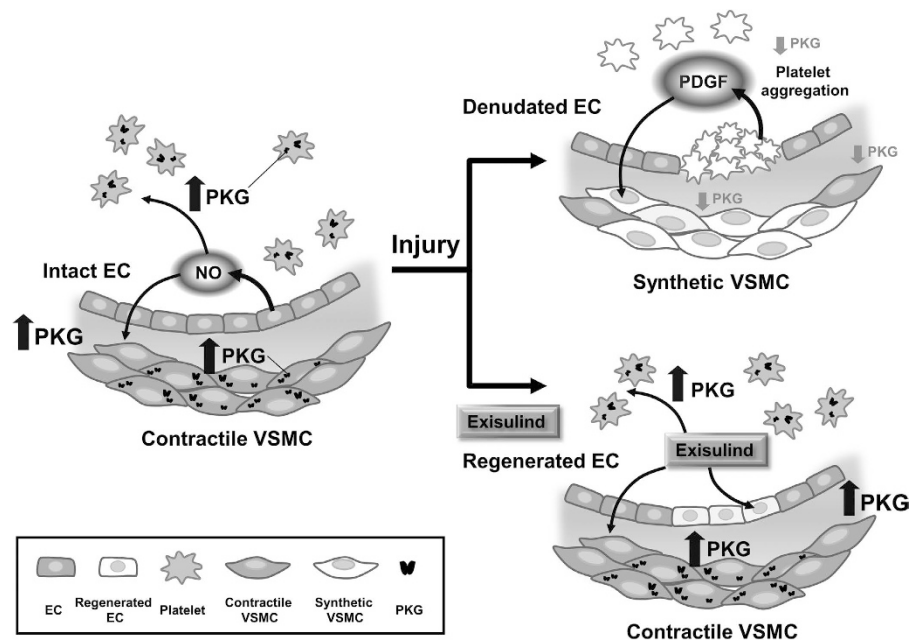 PKG
PDGF
Platelet
aggregation
Denudated EC
PKG
PKG
Synthetic VSMC
PKG
NO
Intact EC
PKG
PKG
Contractile VSMC
Injury
Exisulind
Regenerated EC
PKG
Exisulind
PKG
PKG
Contractile VSMC
EC
Regenerated
EC
Platelet
Contractile
VSMC
Synthetic
VSMC
PKG